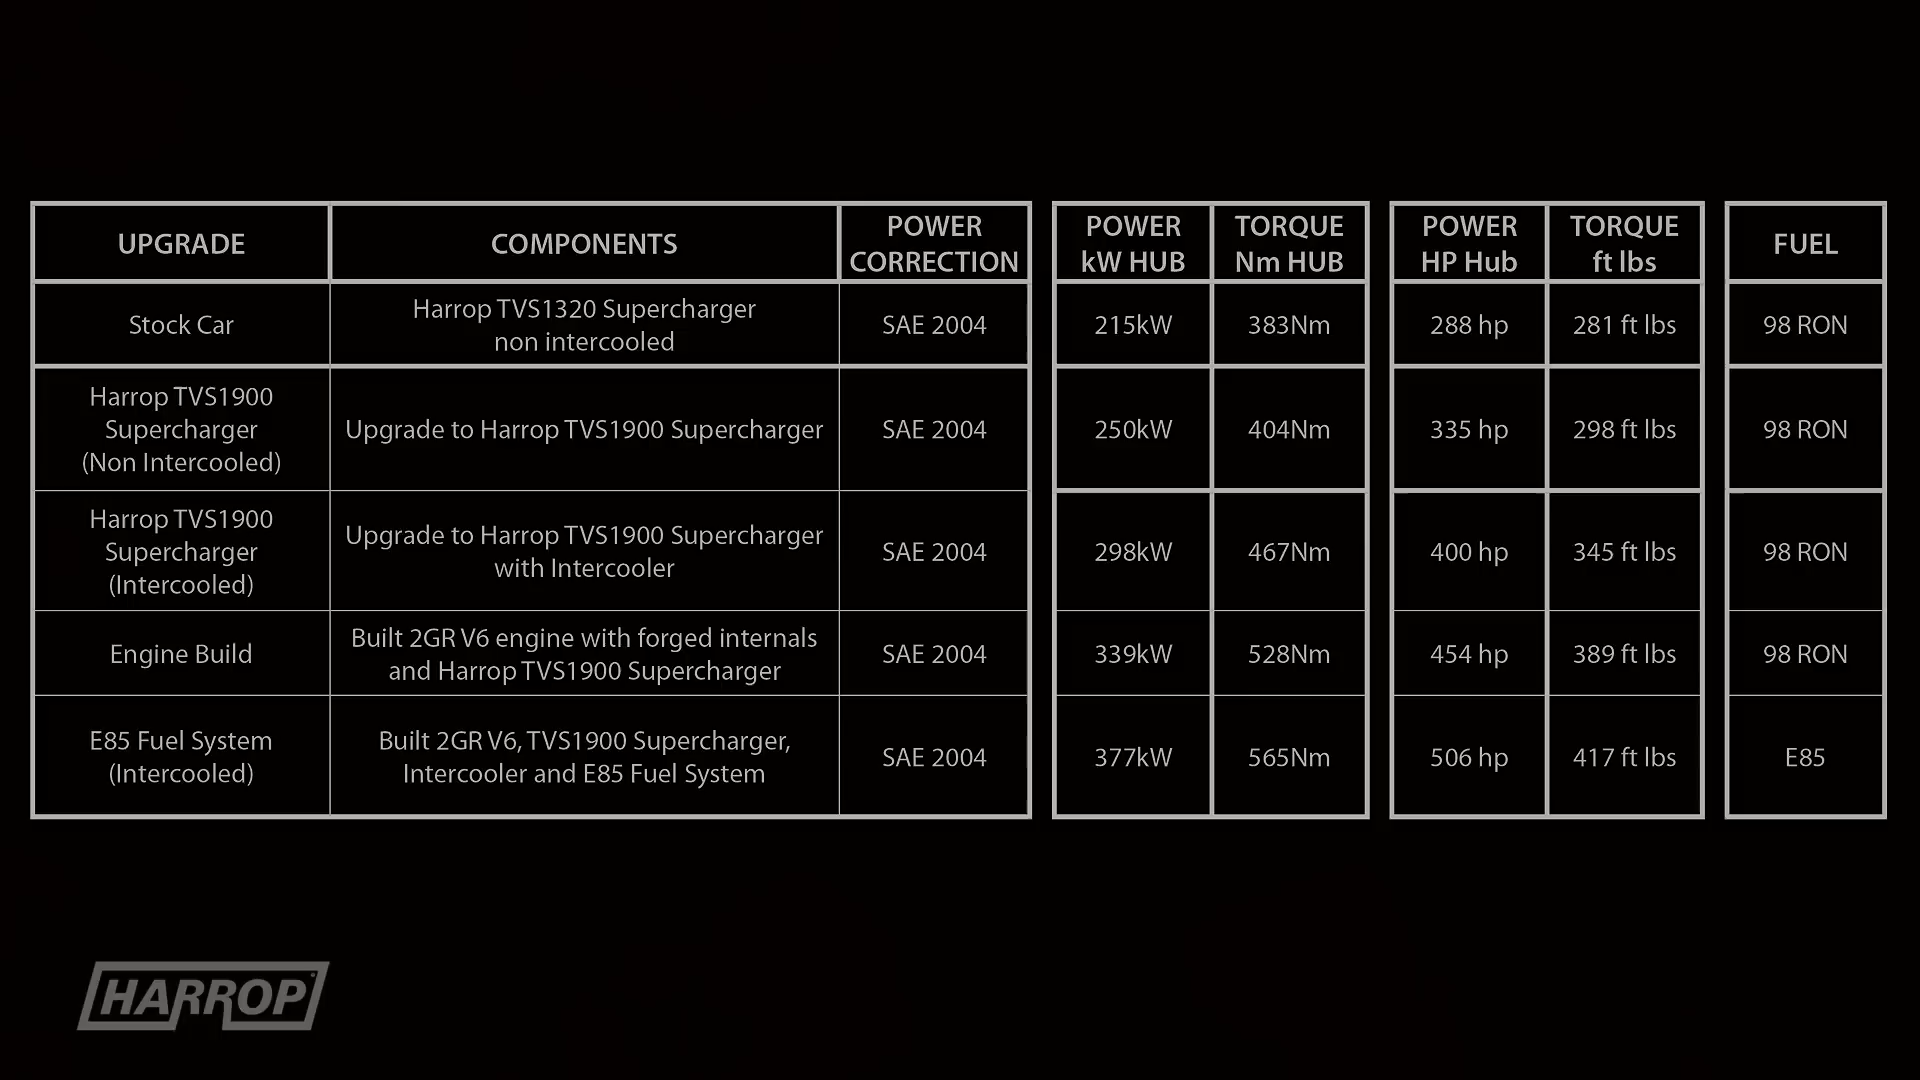 UPGRADE
COMPONENTS
POWER
CORRECTION
POWER
kW HUB
TORQUE
Nm HUB
POWER
HP Hub
TORQUE
ft lbs
FUEL
Stock Car
Harrop TVS1320 Supercharger
non intercooled
SAE 2004
215kW
383Nm
288 hp
281 ft lbs
98 RON
Harrop TVS1900
Supercharger
(Non Intercooled)
Upgrade to Harrop TVS1900 Supercharger
SAE 2004
250kW
404Nm
335 hp
298 ft lbs
98 RON
Harrop TVS1900
Supercharger
(Intercooled)
Upgrade to Harrop TVS1900 Supercharger
with Intercooler
SAE 2004
298kW
467Nm
400 hp
345 ft lbs
98 RON
Engine Build
Built 2GR V6 engine with forged internals
and Harrop TVS1900 Supercharger
SAE 2004
339kW
528Nm
454 hp
389 ft lbs
98 RON
E85 Fuel System
(Intercooled)
Built 2GR V6, TVS1900 Supercharger,
Intercooler and E85 Fuel System
SAE 2004
377kW
565Nm
506 hp
417 ft lbs
E85
HARROP